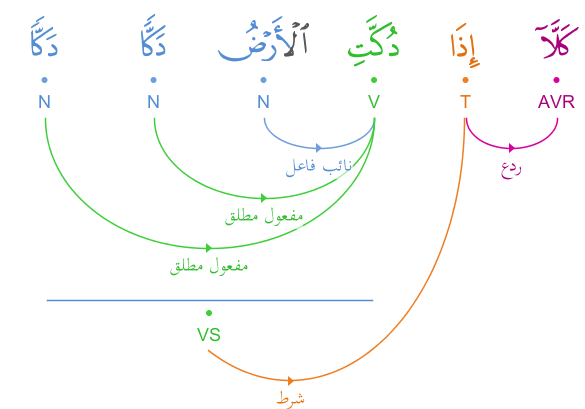 كَلَّآ إِذَا دُكَّتِ ٱلْأَرْضُ دَكًّا دَكًّا
AVR T V N N N
ردع
نائب فاعل
مفعول مطلق
مفعول مطلق
VS
شرط